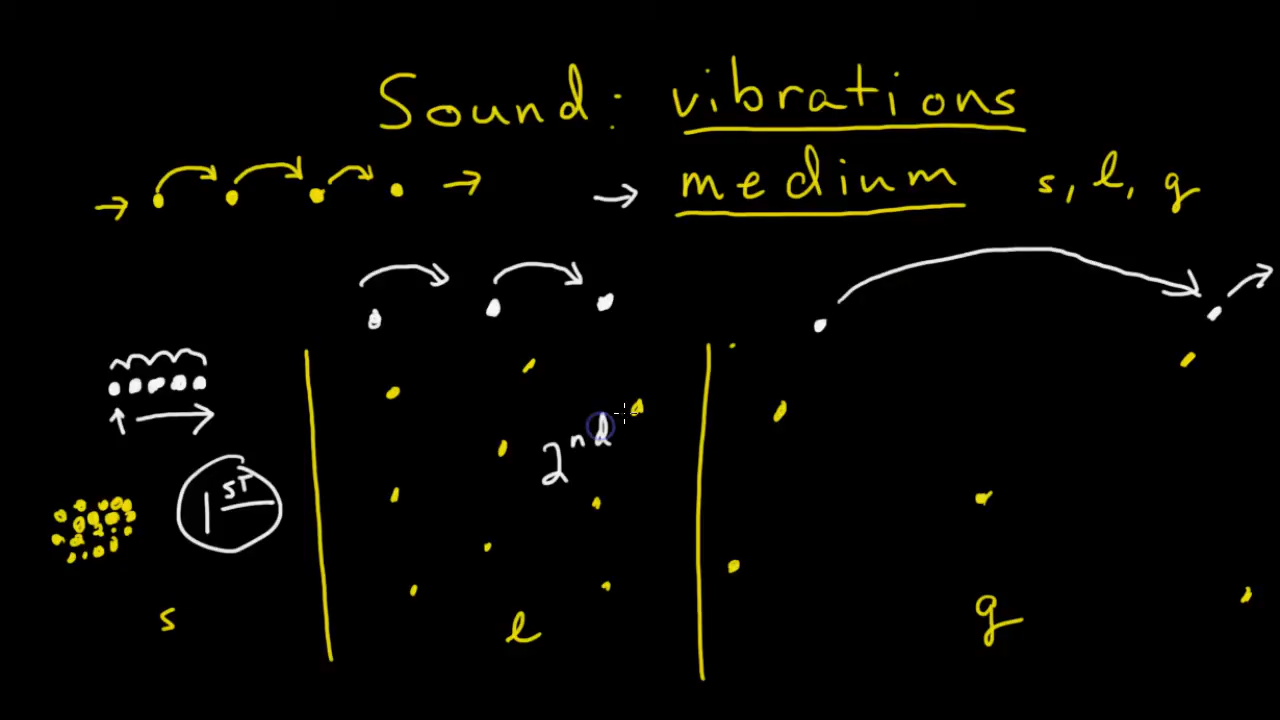 Sound: vibrations
medium s, l, g
1st
2nd
s
l
g